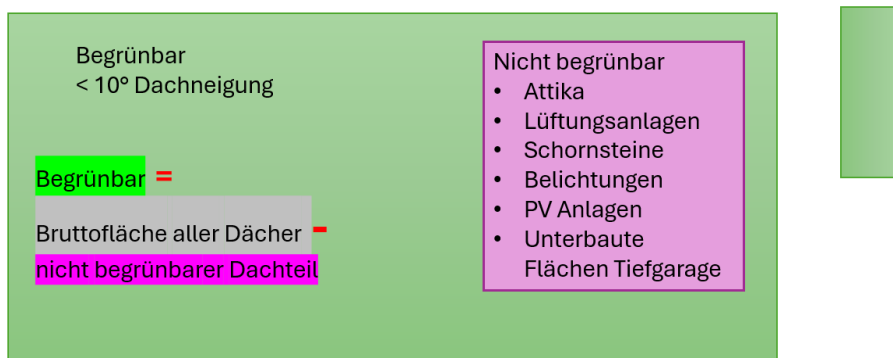 Begrünbar
< 10° Dachneigung
Begrünbar =
Bruttofläche aller Dächer -
nicht begrünbarer Dachteil
Nicht begrünbar
• Attika
• Lüftungsanlagen
• Schornsteine
• Belichtungen
• PV Anlagen
• Unterbaute
Flächen Tiefgarage